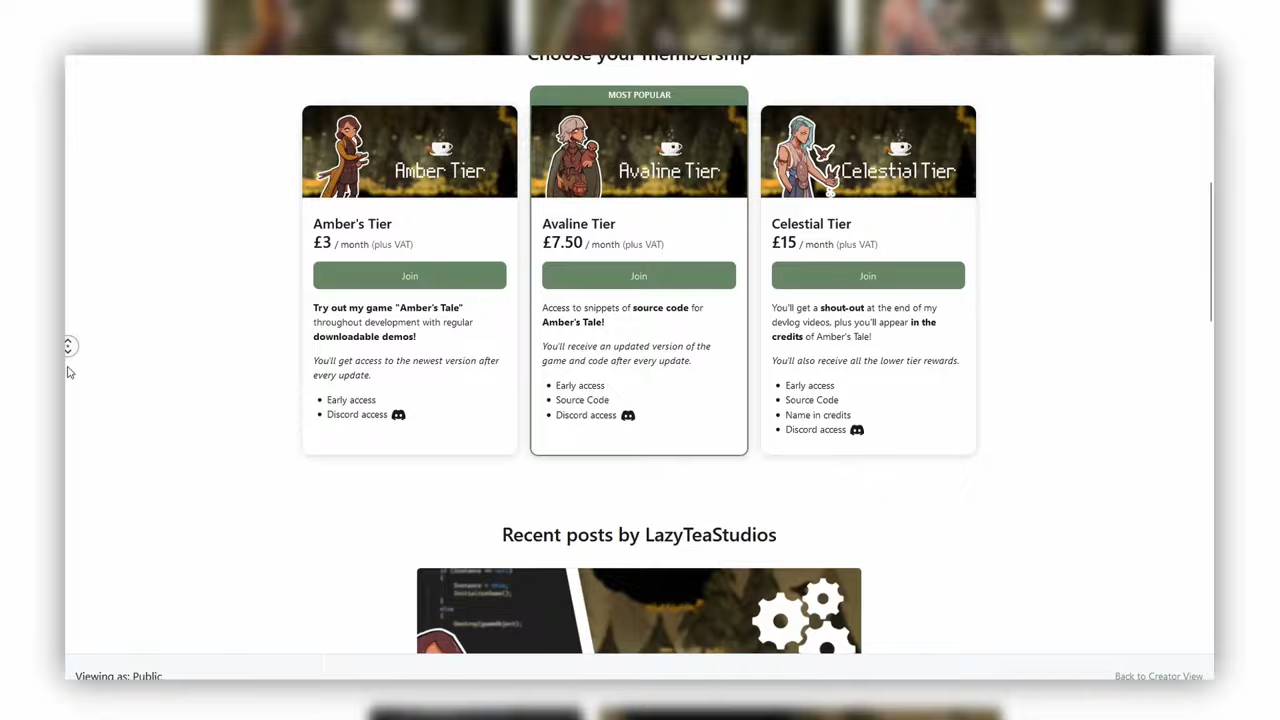 Choose your membership
MOST POPULAR
Amber Tier
Avaline Tier
Celestial Tier
Amber's Tier
£3 / month (plus VAT)
Join
Try out my game "Amber's Tale"
throughout development with regular
downloadable demos!
You'll get access to the newest version after
every update.
• Early access
• Discord access
Avaline Tier
£7.50 / month (plus VAT)
Join
Access to snippets of source code for
Amber's Tale!
You'll receive an updated version of the
game and code after every update.
• Early access
• Source Code
• Discord access
Celestial Tier
£15 / month (plus VAT)
Join
You'll get a shout-out at the end of my
devlog videos, plus you'll appear in the
credits of Amber's Tale!
You'll also receive all the lower tier rewards.
• Early access
• Source Code
• Name in credits
• Discord access
Recent posts by LazyTeaStudios
else
Viewing as: Public
Back to Creator View